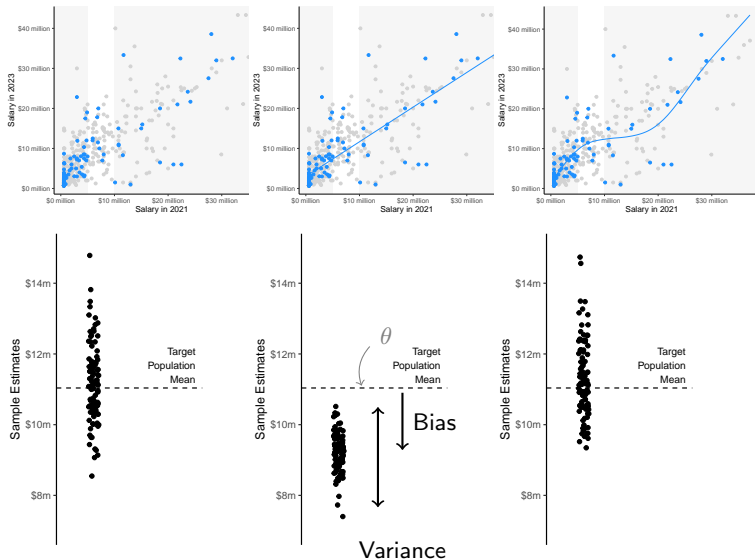 $40 million
$30 million
$20 million
$10 million
$0 million
Salary in 2023
$0 million
$10 million
$20 million
$30 million
Salary in 2021
$40 million
$30 million
$20 million
$10 million
$0 million
Salary in 2023
$0 million
$10 million
$20 million
$30 million
Salary in 2021
$40 million
$30 million
$20 million
$10 million
$0 million
Salary in 2023
$0 million
$10 million
$20 million
$30 million
Salary in 2021
$14m
$12m
$10m
$8m
Sample Estimates
Target
Population
Mean
$14m
$12m
$10m
$8m
Sample Estimates
θ
Target
Population
Mean
Bias
Variance
$14m
$12m
$10m
$8m
Sample Estimates
Target
Population
Mean